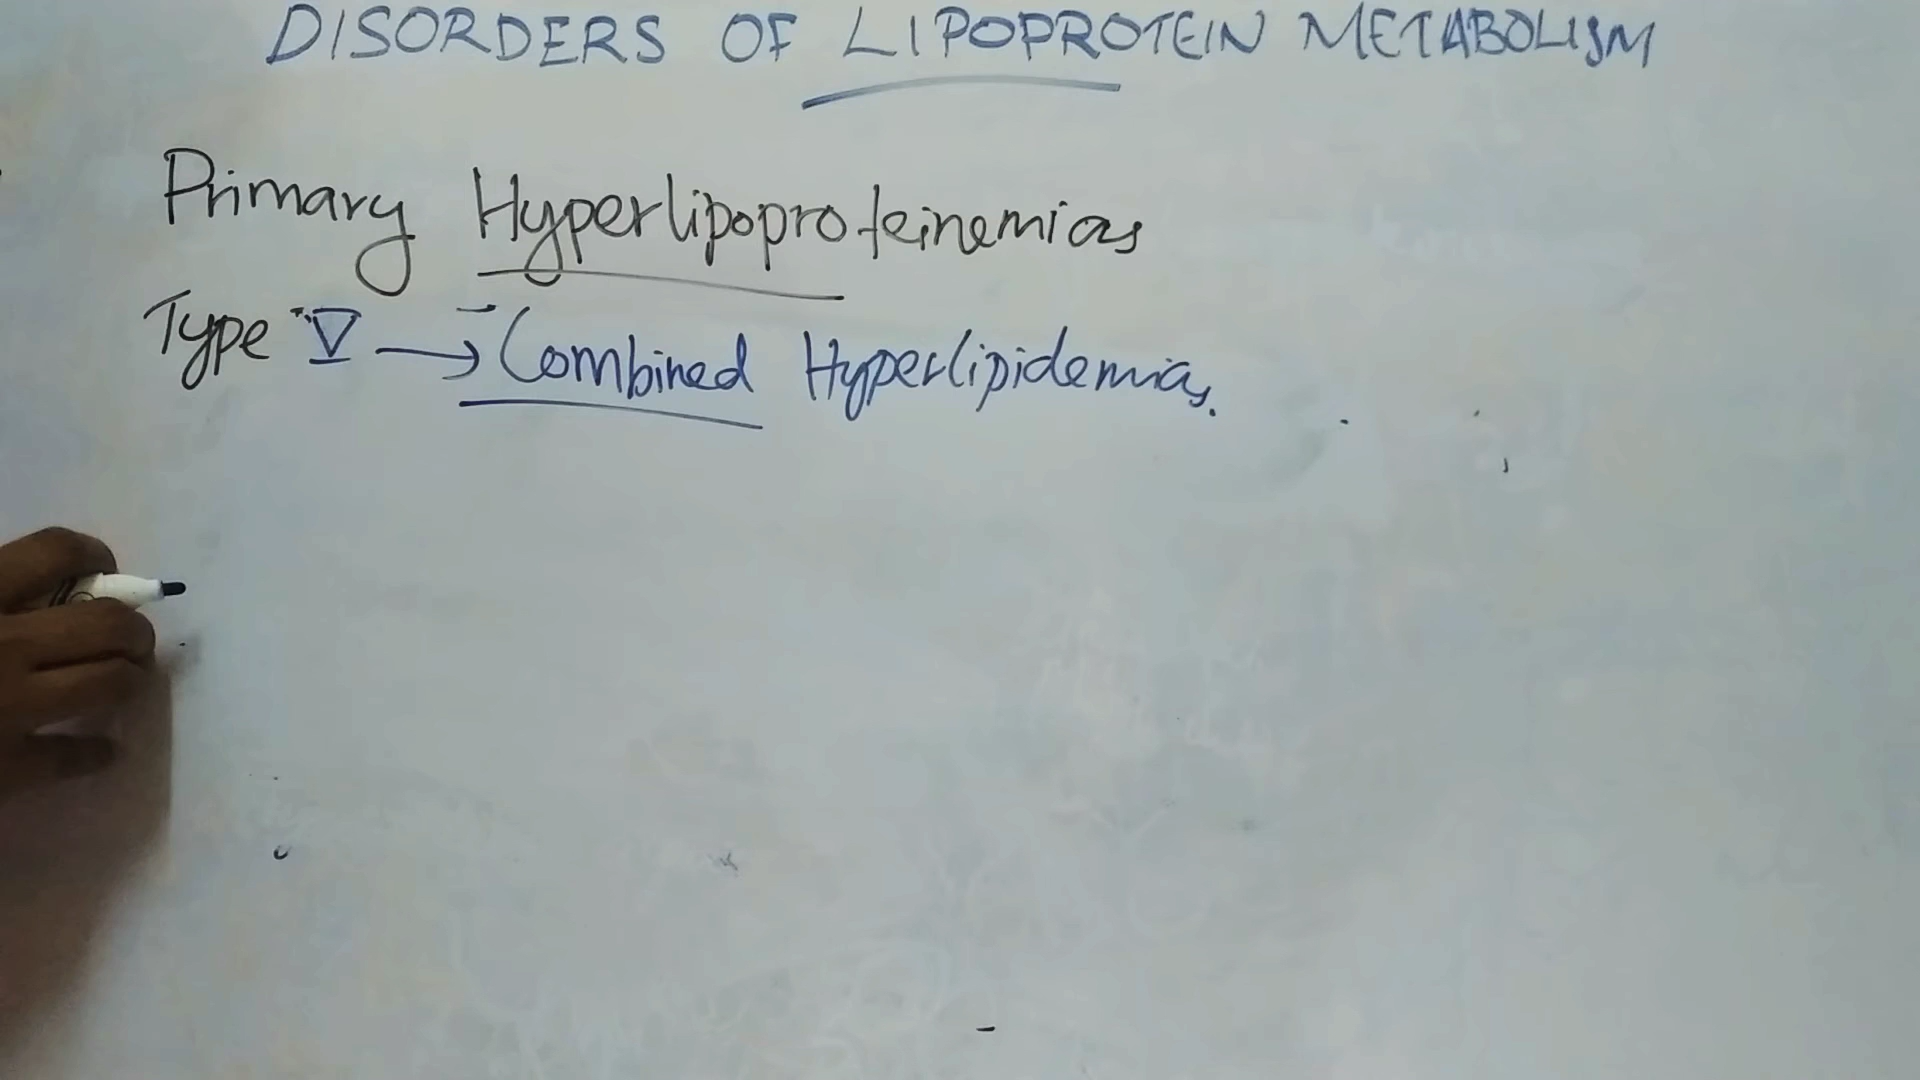 DISORDERS OF LIPOPROTEIN METABOLISM
Primary Hyperlipoproteinemias
Type V → Combined Hyperlipidemias.